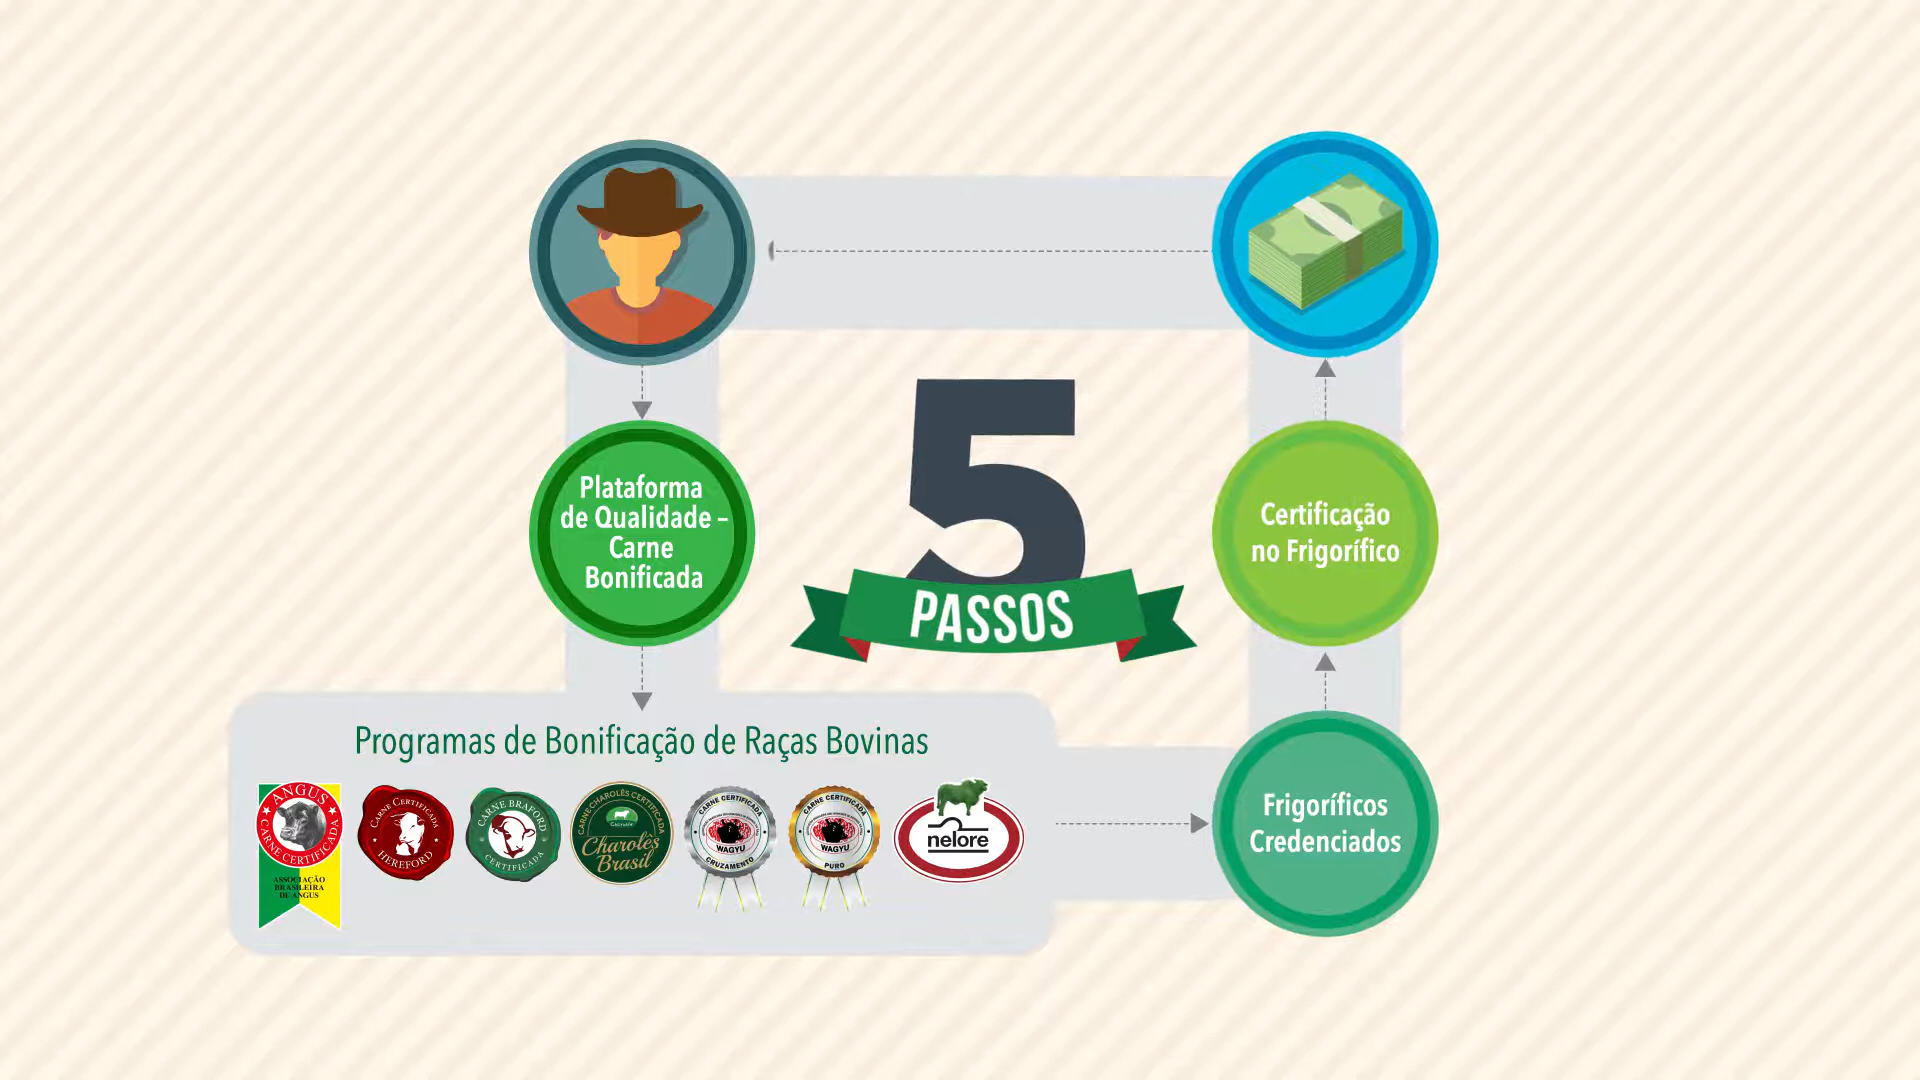 5
PASSOS
Plataforma
de Qualidade –
Carne
Bonificada
Certificação
no Frigorífico
Programas de Bonificação de Raças Bovinas
ANGUS
CARNE CERTIFICADA
ASSOCIAÇÃO
BRASILEIRA
DE ANGUS
CARNE CERTIFICADA
HEREFORD
CARNE BRAFORD
CERTIFICADA
CARNE CHAROLÊS CERTIFICADA
Charolês
Brasil
CARNE CERTIFICADA
WAGYU
CRUZAMENTO
CARNE CERTIFICADA
WAGYU
PURO
nelore
Frigoríficos
Credenciados